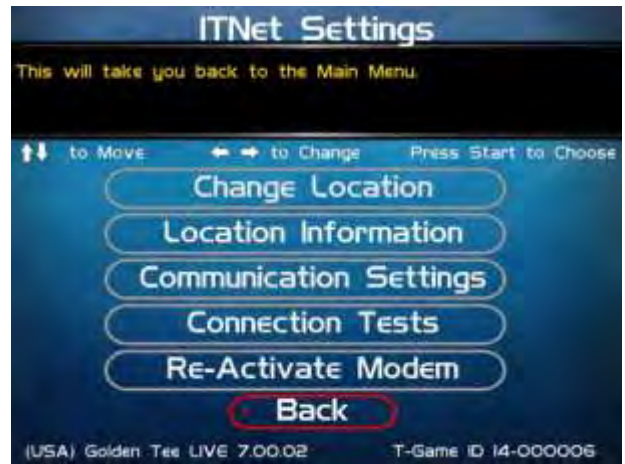 ITNet Settings
This will take you back to the Main Menu
to Move to Change Press Start to Choose
Change Location
Location Information
Communication Settings
Connection Tests
Re-Activate Modem
Back
(USA) Golden Tee LIVE 7.00.02 T-Game ID 14-000006